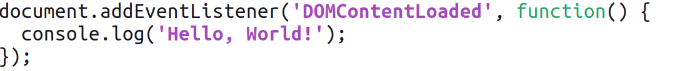 document.addEventListener('DOMContentLoaded', function() {
  console.log('Hello, World!');
});